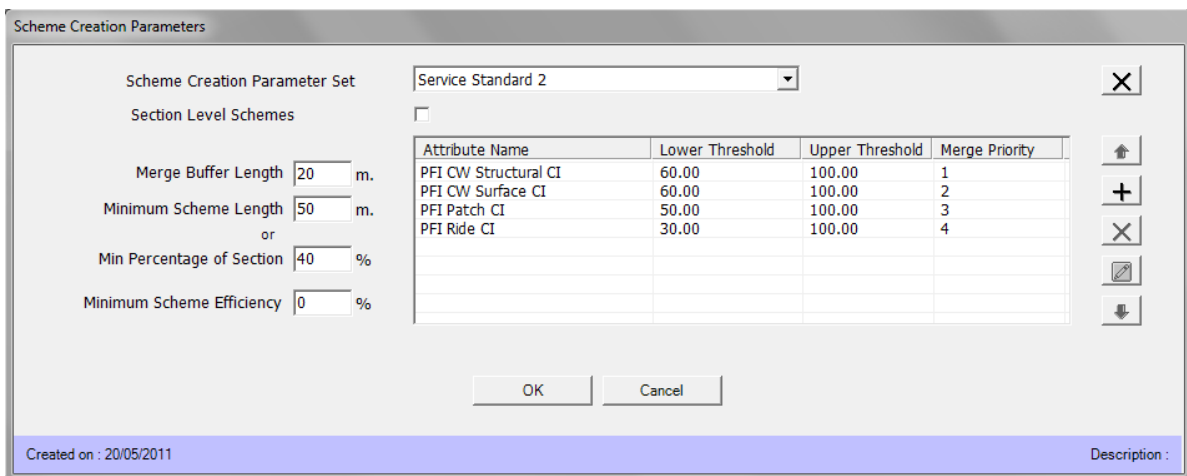 Scheme Creation Parameters
Scheme Creation Parameter Set Service Standard 2
Section Level Schemes
Merge Buffer Length 20 m.
Minimum Scheme Length 50 m.
or
Min Percentage of Section 40 %
Minimum Scheme Efficiency 0 %
Attribute Name Lower Threshold Upper Threshold Merge Priority
PFI CW Structural CI 60.00 100.00 1
PFI CW Surface CI 60.00 100.00 2
PFI Patch CI 50.00 100.00 3
PFI Ride CI 30.00 100.00 4
OK Cancel
Created on : 20/05/2011 Description :